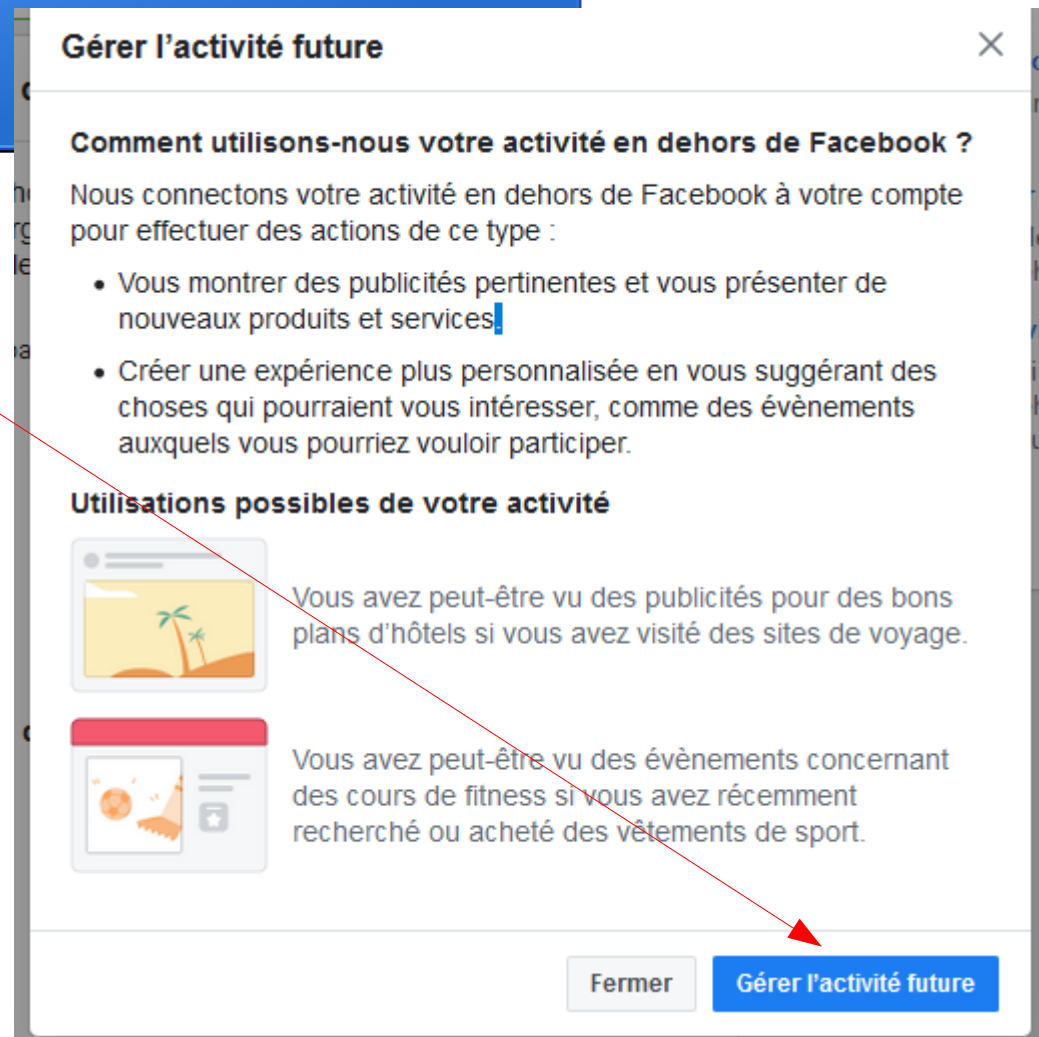 Gérer l’activité future
Comment utilisons-nous votre activité en dehors de Facebook ?
Nous connectons votre activité en dehors de Facebook à votre compte
pour effectuer des actions de ce type :
• Vous montrer des publicités pertinentes et vous présenter de
nouveaux produits et services.
• Créer une expérience plus personnalisée en vous suggérant des
choses qui pourraient vous intéresser, comme des évènements
auxquels vous pourriez vouloir participer.
Utilisations possibles de votre activité
Vous avez peut-être vu des publicités pour des bons
plans d’hôtels si vous avez visité des sites de voyage.
Vous avez peut-être vu des évènements concernant
des cours de fitness si vous avez récemment
recherché ou acheté des vêtements de sport.
Fermer
Gérer l’activité future